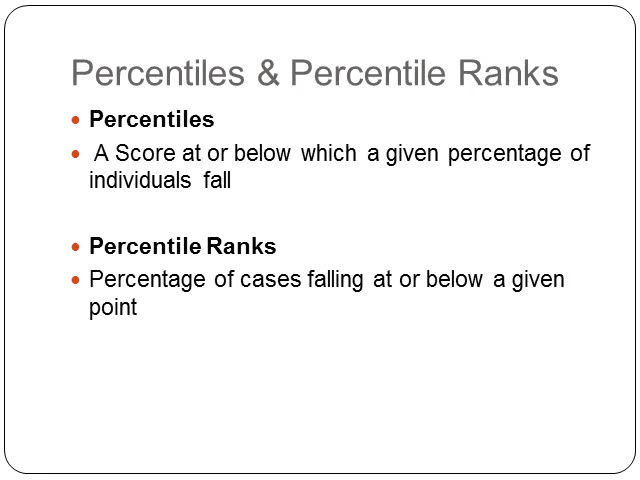 Percentiles & Percentile Ranks
Percentiles
A Score at or below which a given percentage of
individuals fall
Percentile Ranks
Percentage of cases falling at or below a given
point